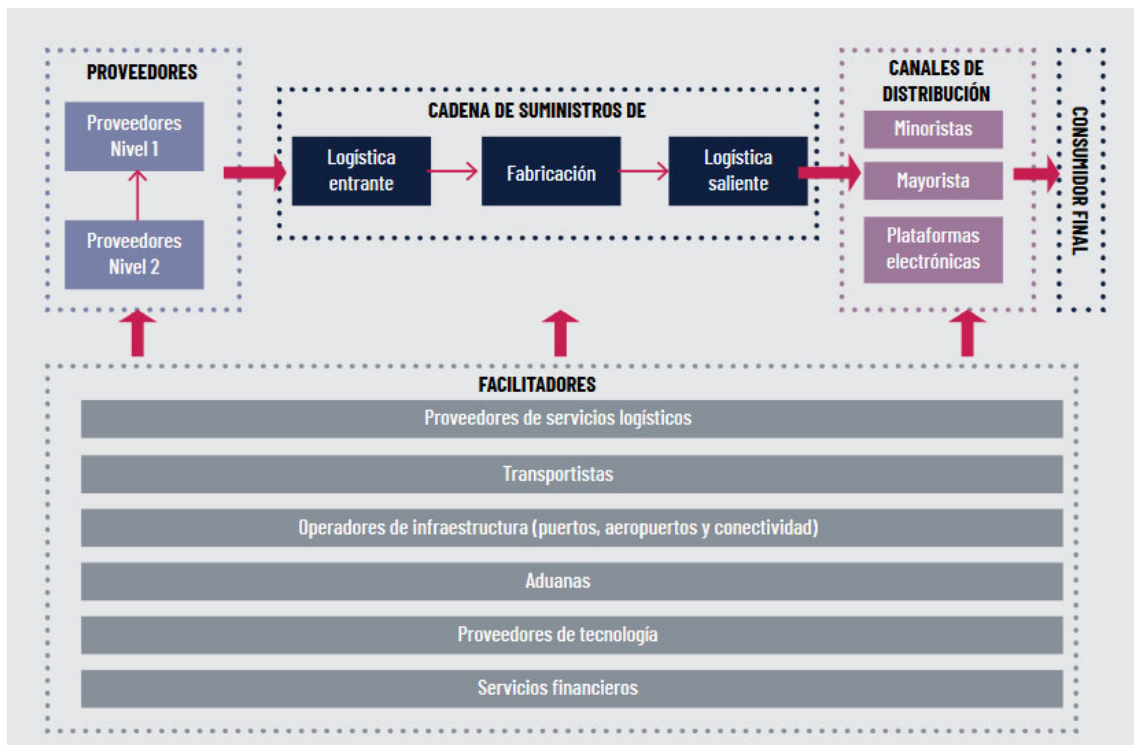 PROVEEDORES
Proveedores
Nivel 1
Proveedores
Nivel 2
CADENA DE SUMINISTROS DE
Logística
entrante
Fabricación
Logística
saliente
CANALES DE
DISTRIBUCIÓN
Minoristas
Mayorista
Plataformas
electrónicas
CONSUMIDOR FINAL
FACILITADORES
Proveedores de servicios logísticos
Transportistas
Operadores de infraestructura (puertos, aeropuertos y conectividad)
Aduanas
Proveedores de tecnología
Servicios financieros